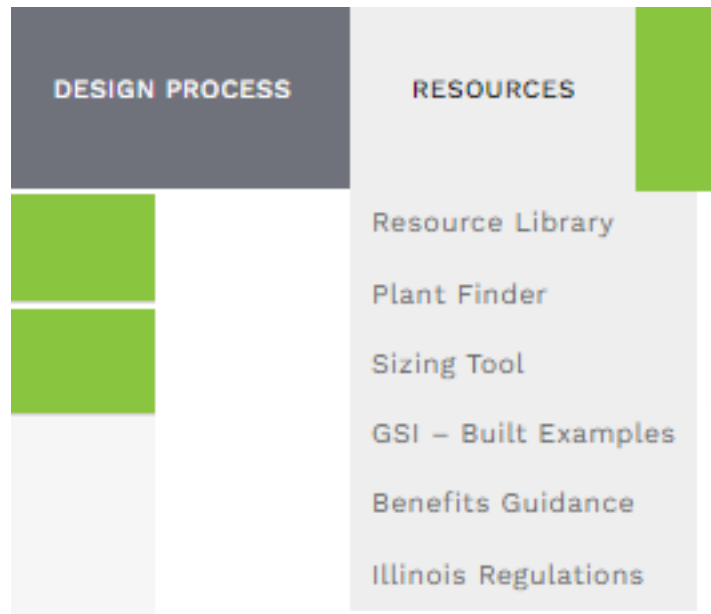 DESIGN PROCESS
RESOURCES
Resource Library
Plant Finder
Sizing Tool
GSI – Built Examples
Benefits Guidance
Illinois Regulations